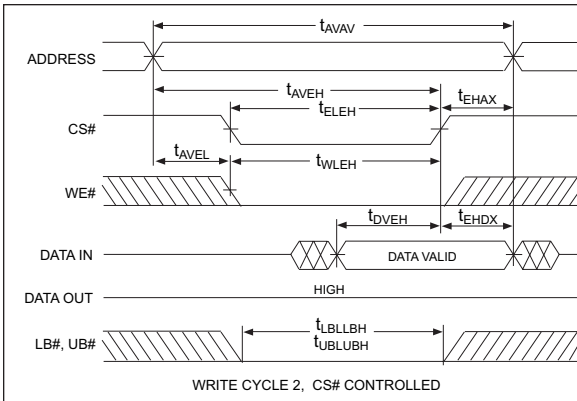 tAVAV
ADDRESS
tAVEH
tELEH
tEHAX
CS#
tAVEL
tWLEH
WE#
tDVEH
tEHDX
DATA IN
DATA VALID
DATA OUT
HIGH
LB#, UB#
tLBLLBH
tUBLUBH
WRITE CYCLE 2, CS# CONTROLLED